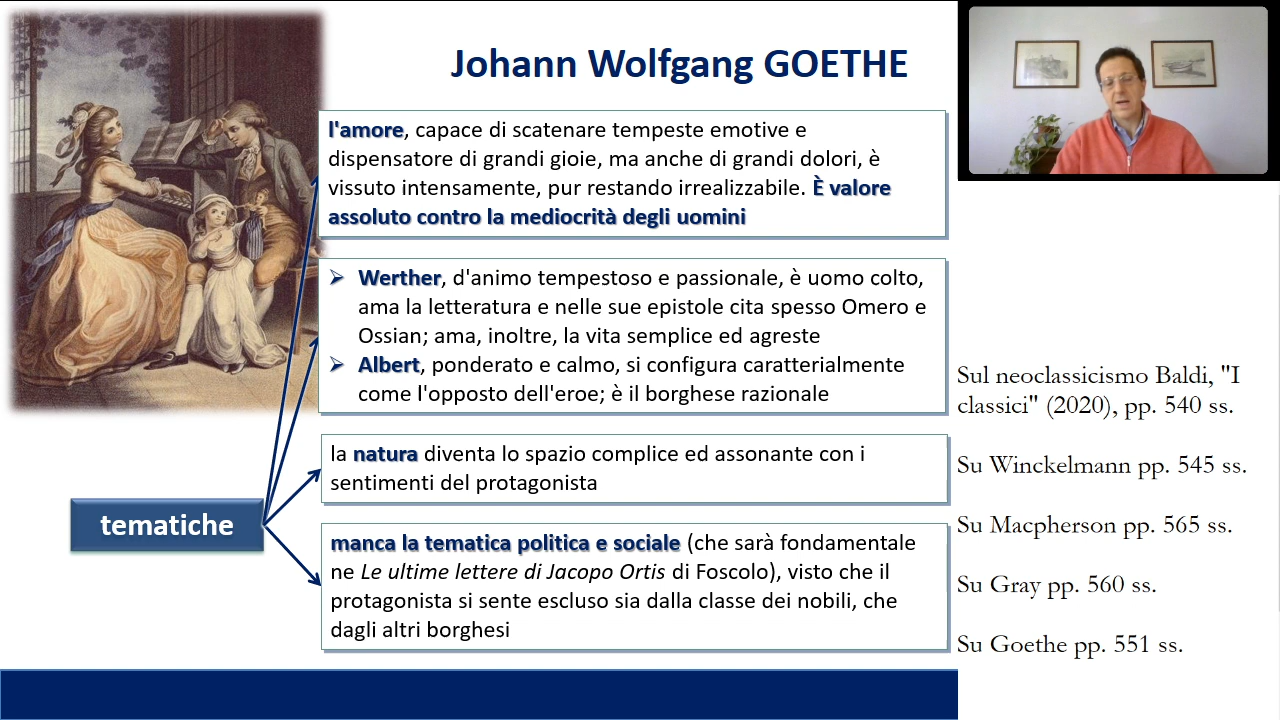 Johann Wolfgang GOETHE
l'amore, capace di scatenare tempeste emotive e
dispensatore di grandi gioie, ma anche di grandi dolori, è
vissuto intensamente, pur restando irrealizzabile. È valore
assoluto contro la mediocrità degli uomini
➢ Werther, d'animo tempestoso e passionale, è uomo colto,
ama la letteratura e nelle sue epistole cita spesso Omero e
Ossian; ama, inoltre, la vita semplice ed agreste
➢ Albert, ponderato e calmo, si configura caratterialmente
come l'opposto dell'eroe; è il borghese razionale
la natura diventa lo spazio complice ed assonante con i
sentimenti del protagonista
tematiche
manca la tematica politica e sociale (che sarà fondamentale
ne Le ultime lettere di Jacopo Ortis di Foscolo), visto che il
protagonista si sente escluso sia dalla classe dei nobili, che
dagli altri borghesi
Sul neoclassicismo Baldi, "I
classici" (2020), pp. 540 ss.
Su Winckelmann pp. 545 ss.
Su Macpherson pp. 565 ss.
Su Gray pp. 560 ss.
Su Goethe pp. 551 ss.